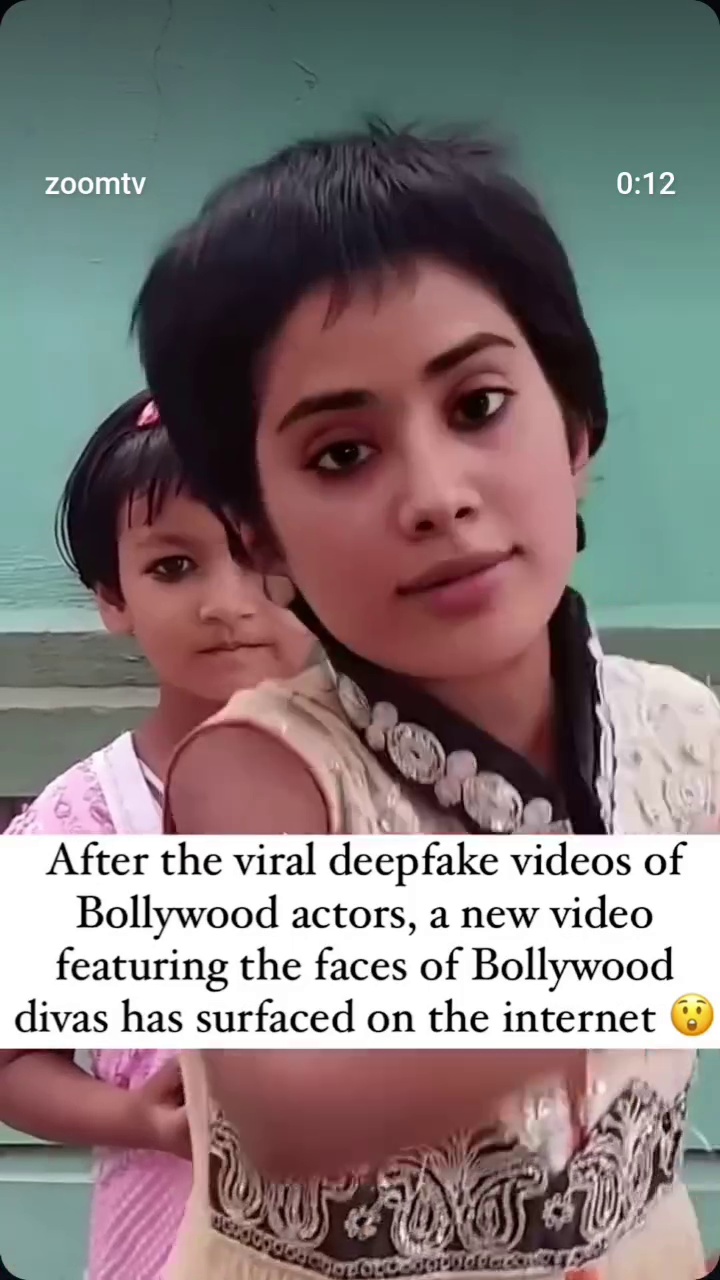 zoomtv
0:12
After the viral deepfake videos of
Bollywood actors, a new video
featuring the faces of Bollywood
divas has surfaced on the internet 😲